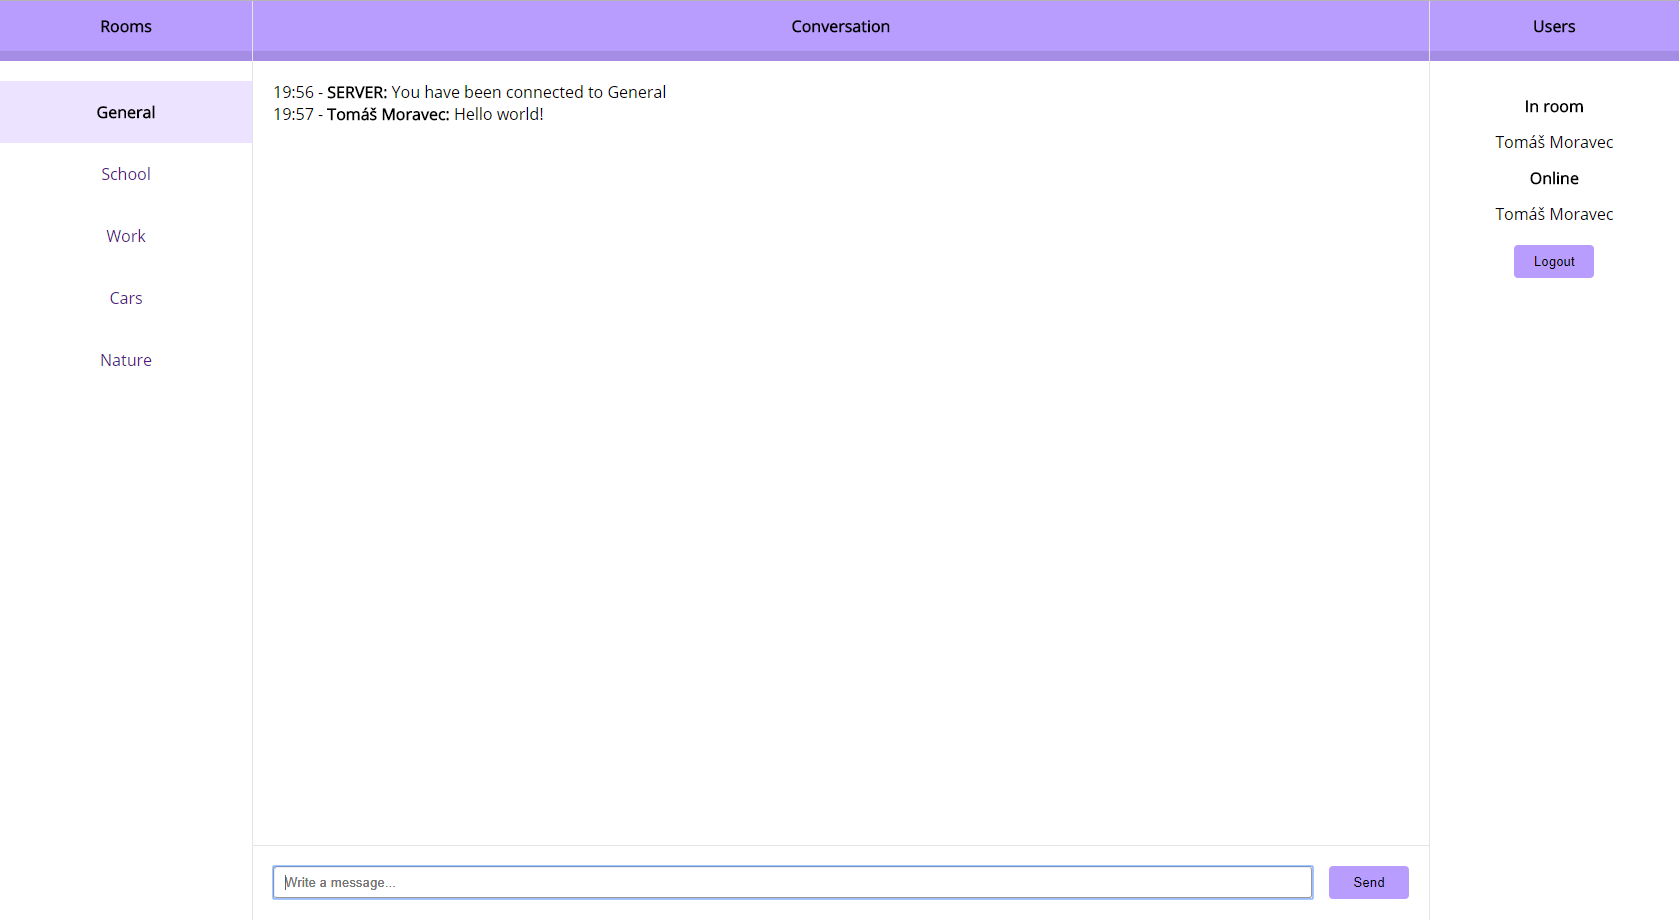 Rooms
Conversation
Users
General
School
Work
Cars
Nature
19:56 - SERVER: You have been connected to General
19:57 - Tomáš Moravec: Hello world!
In room
Tomáš Moravec
Online
Tomáš Moravec
Logout
Write a message...
Send